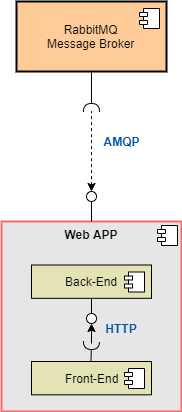 RabbitMQ
Message Broker
AMQP
Web APP
Back-End
HTTP
Front-End